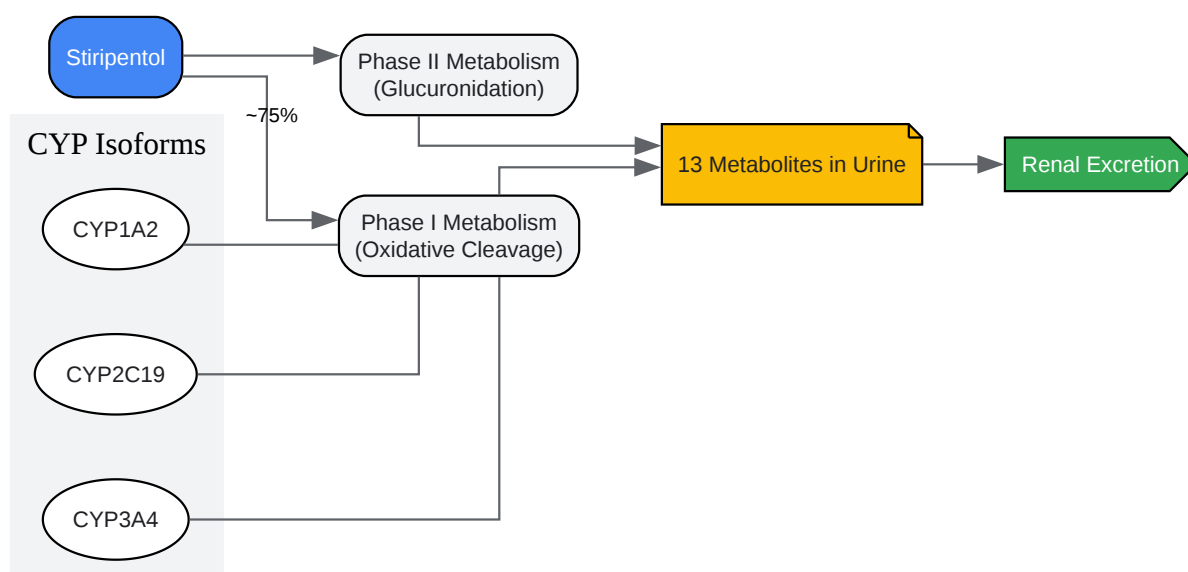 Stiripentol
Phase II Metabolism
(Glucuronidation)
~75%
CYP Isoforms
13 Metabolites in Urine
Renal Excretion
CYP1A2
Phase I Metabolism
(Oxidative Cleavage)
CYP2C19
CYP3A4